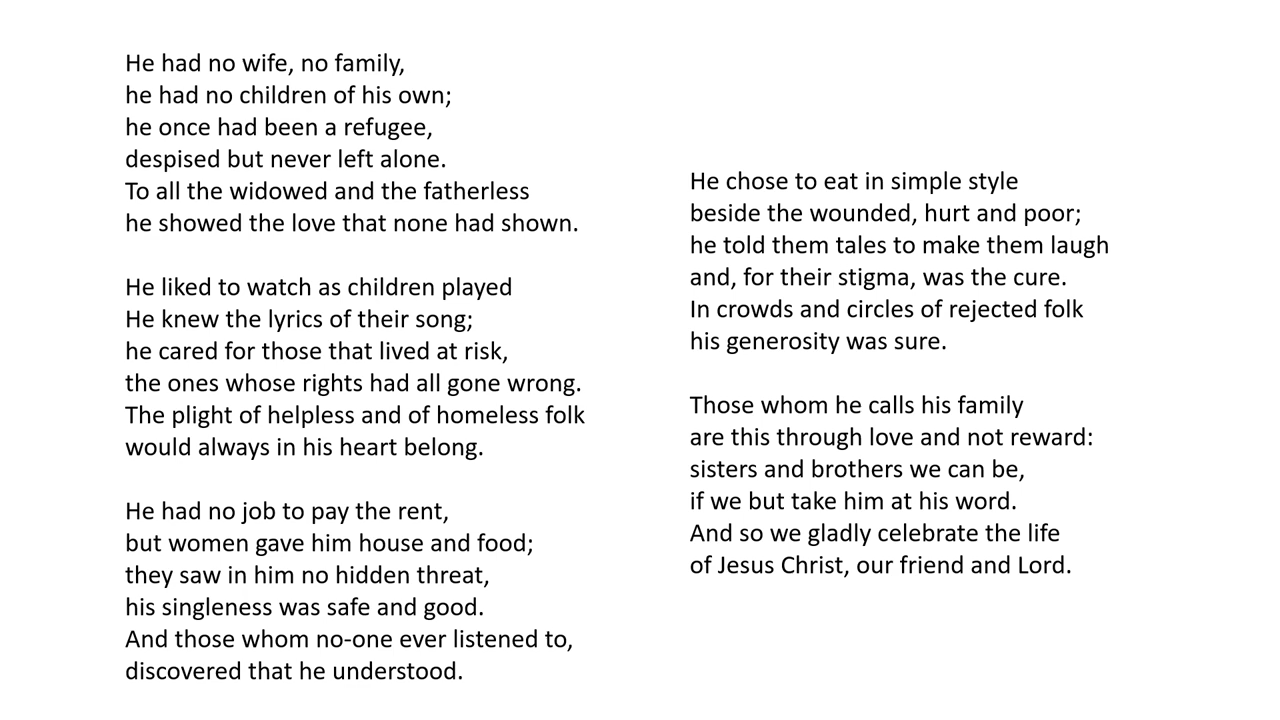 He had no wife, no family,
he had no children of his own;
he once had been a refugee,
despised but never left alone.
To all the widowed and the fatherless
he showed the love that none had shown.

He liked to watch as children played
He knew the lyrics of their song;
he cared for those that lived at risk,
the ones whose rights had all gone wrong.
The plight of helpless and of homeless folk
would always in his heart belong.

He had no job to pay the rent,
but women gave him house and food;
they saw in him no hidden threat,
his singleness was safe and good.
And those whom no-one ever listened to,
discovered that he understood.

He chose to eat in simple style
beside the wounded, hurt and poor;
he told them tales to make them laugh
and, for their stigma, was the cure.
In crowds and circles of rejected folk
his generosity was sure.

Those whom he calls his family
are this through love and not reward:
sisters and brothers we can be,
if we but take him at his word.
And so we gladly celebrate the life
of Jesus Christ, our friend and Lord.